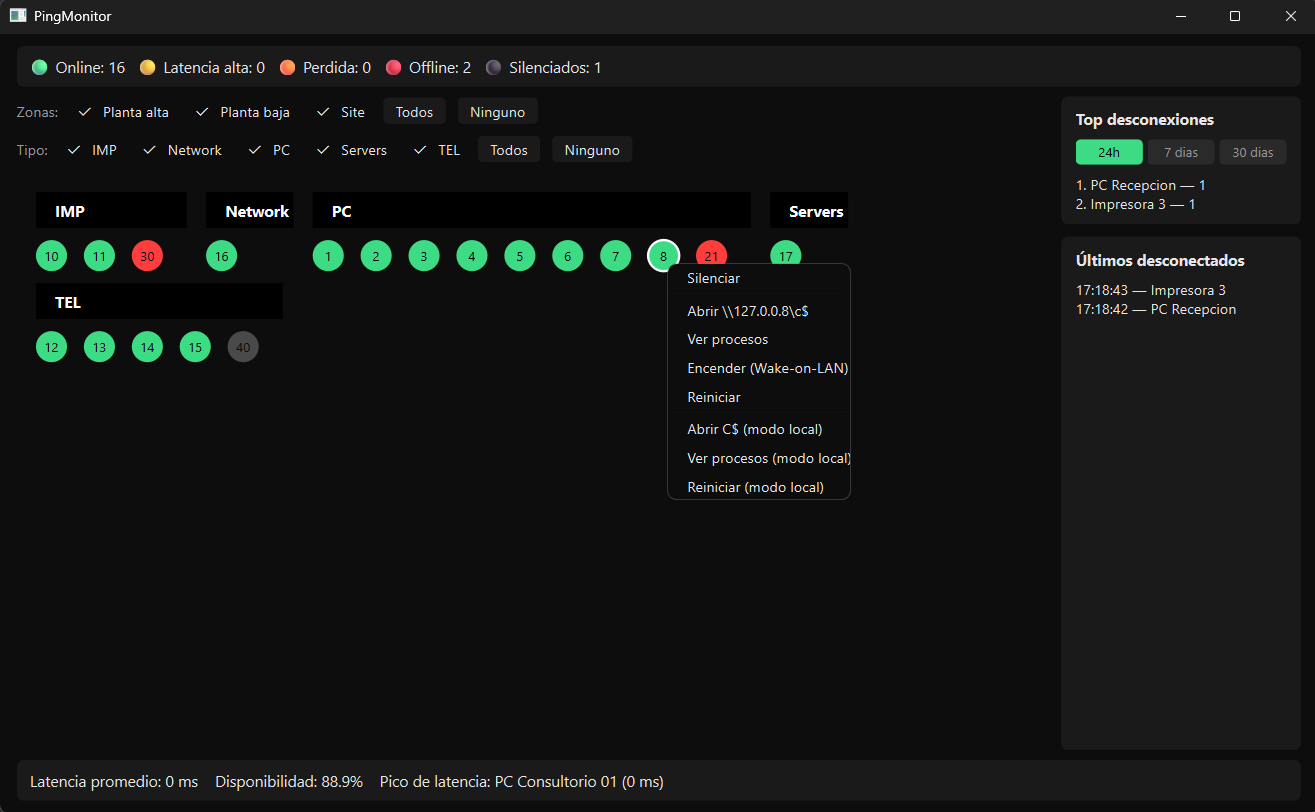 PingMonitor
Online: 16 Latencia alta: 0 Perdida: 0 Offline: 2 Silenciados: 1
Zonas: Planta alta Planta baja Site Todos Ninguno
Tipo: IMP Network PC Servers TEL Todos Ninguno
IMP Network PC Servers
10 11 30 16 1 2 3 4 5 6 7 8 21 17
TEL
12 13 14 15 40
Silenciar
Abrir \\127.0.0.8\c$
Ver procesos
Encender (Wake-on-LAN)
Reiniciar
Abrir C$ (modo local)
Ver procesos (modo local)
Reiniciar (modo local)
Top desconexiones
24h 7 dias 30 dias
1. PC Recepcion — 1
2. Impresora 3 — 1
Últimos desconectados
17:18:43 — Impresora 3
17:18:42 — PC Recepcion
Latencia promedio: 0 ms Disponibilidad: 88.9% Pico de latencia: PC Consultorio 01 (0 ms)